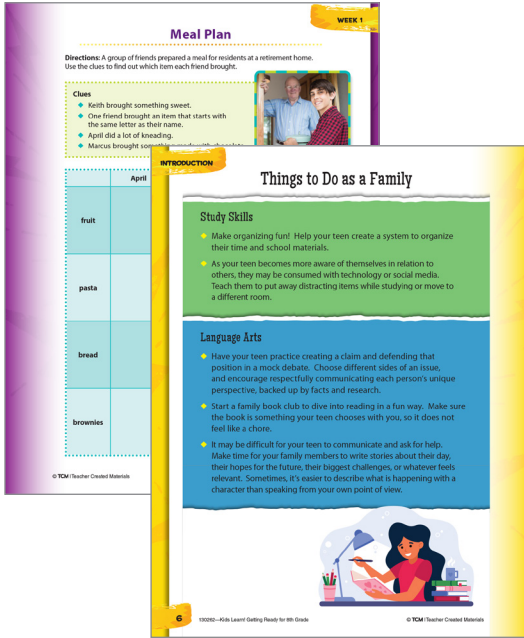 WEEK 1
Meal Plan
Directions: A group of friends prepared a meal for residents at a retirement home.
Use the clues to find out which item each friend brought.
Clues
◆ Keith brought something sweet.
◆ One friend brought an item that starts with
the same letter as their name.
◆ April did a lot of kneading.
◆ Marcus brought something made with chocolate
April
fruit
pasta
bread
brownies
© TCM | Teacher Created Materials
INTRODUCTION
Things to Do as a Family
Study Skills
◆ Make organizing fun! Help your teen create a system to organize
their time and school materials.
◆ As your teen becomes more aware of themselves in relation to
others, they may be consumed with technology or social media.
Teach them to put away distracting items while studying or move to
a different room.
Language Arts
◆ Have your teen practice creating a claim and defending that
position in a mock debate. Choose different sides of an issue,
and encourage respectfully communicating each person's unique
perspective, backed up by facts and research.
◆ Start a family book club to dive into reading in a fun way. Make sure
the book is something your teen chooses with you, so it does not
feel like a chore.
◆ It may be difficult for your teen to communicate and ask for help.
Make time for your family members to write stories about their day,
their hopes for the future, their biggest challenges, or whatever feels
relevant. Sometimes, it's easier to describe what is happening with a
character than speaking from your own point of view.
6
130282—Kids Learn! Getting Ready for 8th Grade
© TCM | Teacher Created Materials